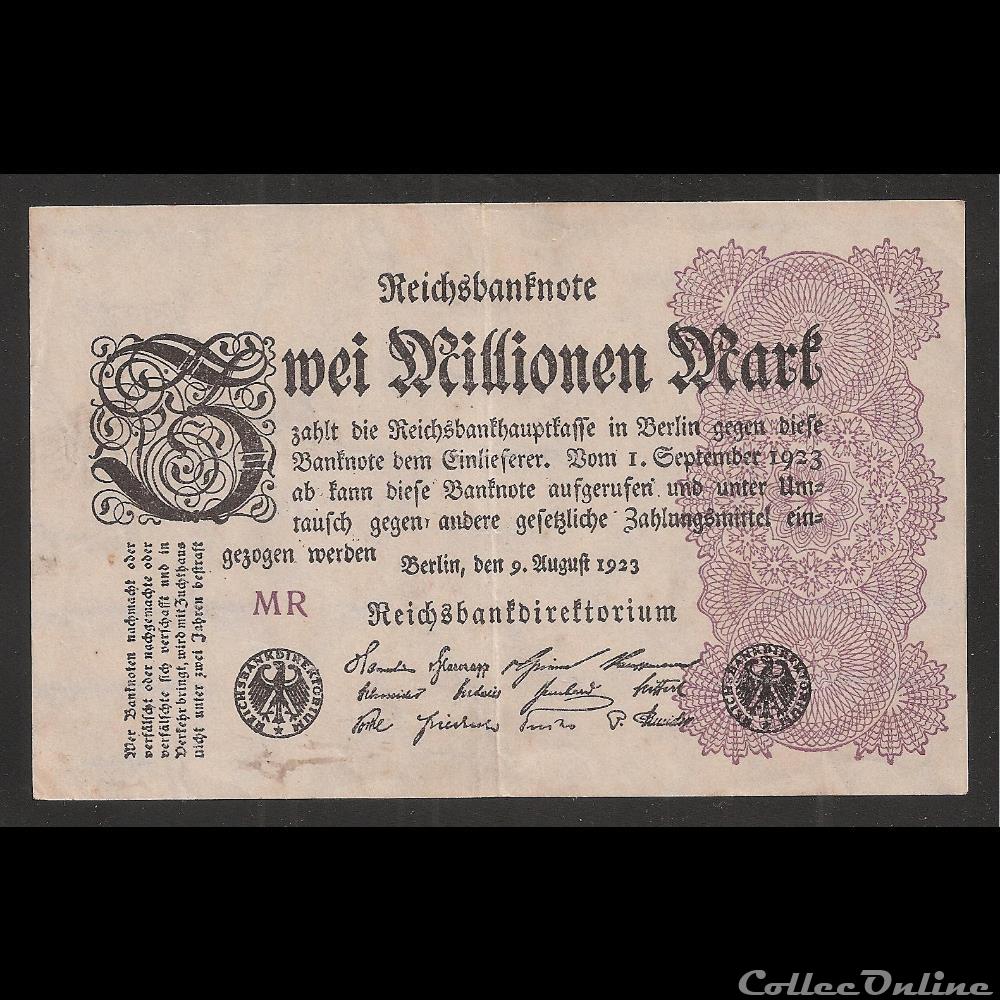 Reichsbanknote
Zwei Millionen Mark
zahlt die Reichsbankhauptkasse in Berlin gegen diese
Banknote dem Einlieferer. Vom 1. September 1923
ab kann diese Banknote aufgerufen und unter Um-
tausch gegen andere gesetzliche Zahlungsmittel ein-
gezogen werden
Berlin, den 9. August 1923
MR
Reichsbankdirektorium
REICHSBANKDIREKTORIUM
REICHSBANKDIREKTORIUM
Wer Banknoten nachmacht oder
verfälscht oder nachgemachte oder
verfälschte sich verschafft und in
Verkehr bringt, wird mit Zuchthaus
nicht unter zwei Jahren bestraft
ColleeOnline